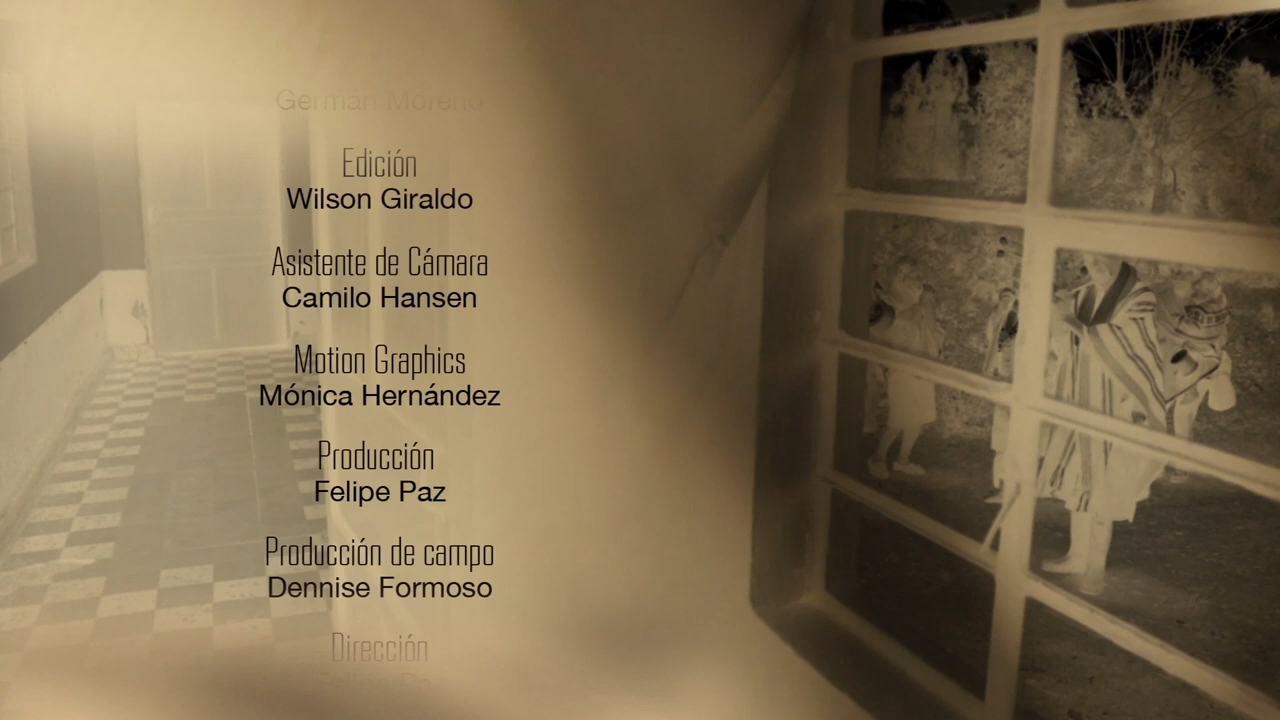 Germán Moreno
Edición
Wilson Giraldo
Asistente de Cámara
Camilo Hansen
Motion Graphics
Mónica Hernández
Producción
Felipe Paz
Producción de campo
Dennise Formoso
Dirección